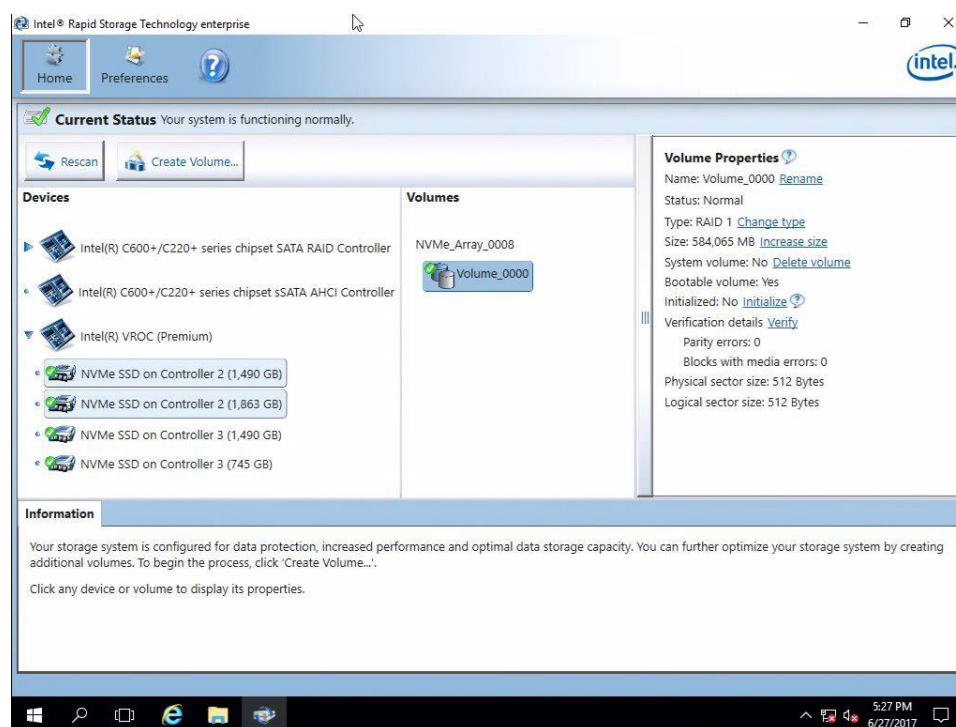 Intel® Rapid Storage Technology enterprise
Home
Preferences
?
intel.
Current Status Your system is functioning normally.
Rescan
Create Volume...
Devices
Intel(R) C600+/C220+ series chipset SATA RAID Controller
Intel(R) C600+/C220+ series chipset sSATA AHCI Controller
Intel(R) VROC (Premium)
NVMe SSD on Controller 2 (1,490 GB)
NVMe SSD on Controller 2 (1,863 GB)
NVMe SSD on Controller 3 (1,490 GB)
NVMe SSD on Controller 3 (745 GB)
Volumes
NVMe_Array_0008
Volume_0000
Volume Properties ?
Name: Volume_0000 Rename
Status: Normal
Type: RAID 1 Change type
Size: 584,065 MB Increase size
System volume: No Delete volume
Bootable volume: Yes
Initialized: No Initialize ?
Verification details Verify
Parity errors: 0
Blocks with media errors: 0
Physical sector size: 512 Bytes
Logical sector size: 512 Bytes
Information
Your storage system is configured for data protection, increased performance and optimal data storage capacity. You can further optimize your storage system by creating
additional volumes. To begin the process, click 'Create Volume...'.
Click any device or volume to display its properties.
5:27 PM
6/27/2017